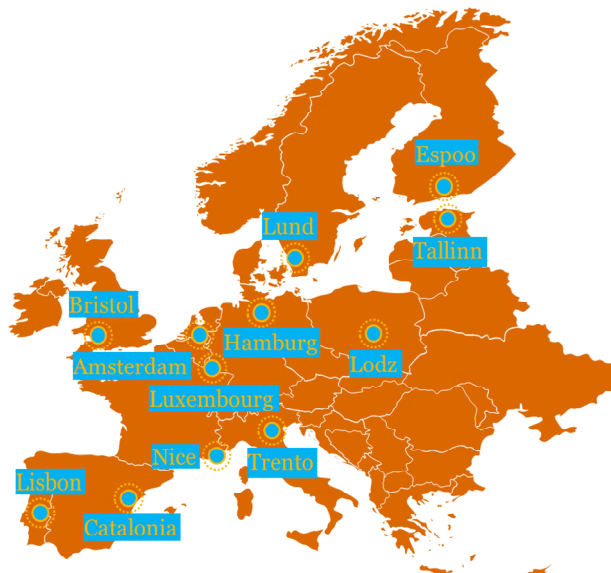 Espoo
Lund
Tallinn
Bristol
Hamburg
Amsterdam
Lodz
Luxembourg
Nice
Trento
Lisbon
Catalonia